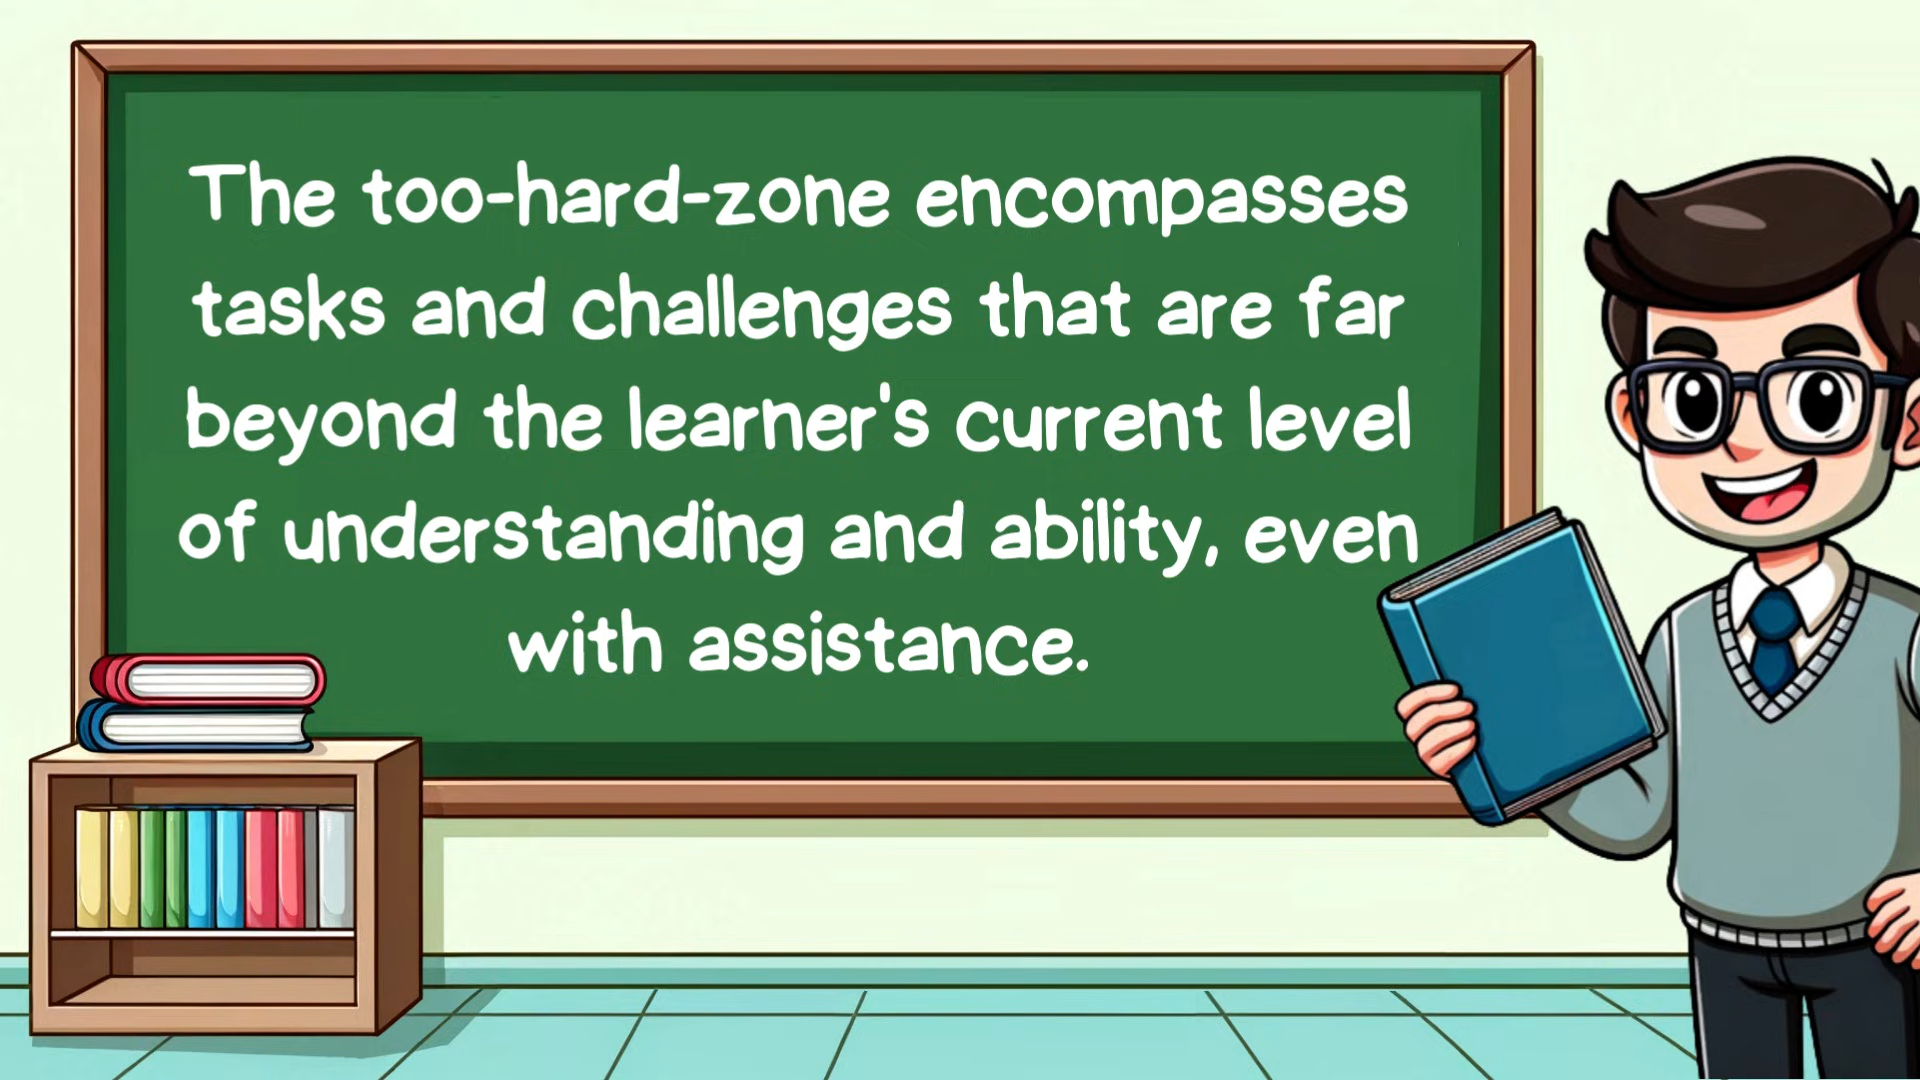 The too-hard-zone encompasses
tasks and challenges that are far
beyond the learner's current level
of understanding and ability, even
with assistance.